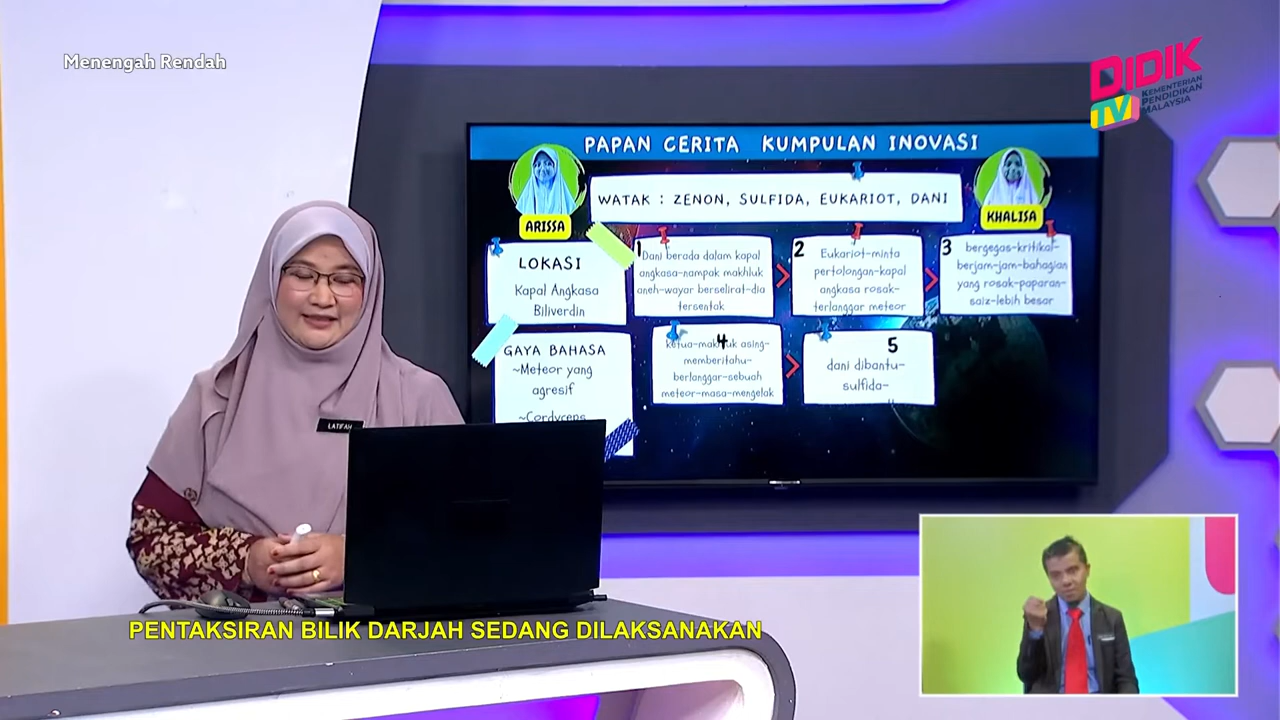 Menengah Rendah
DIDIK
TV
KEMENTERIAN
PENDIDIKAN
MALAYSIA
PAPAN CERITA KUMPULAN INOVASI
ARISSA
WATAK : ZENON, SULFIDA, EUKARIOT, DANI
KHALISA
LOKASI
Kapal Angkasa
Biliverdin
1
Dani berada dalam kapal
angkasa-nampak makhluk
aneh-wayar berselirat-dia
tersentak
2
Eukariot-minta
pertolongan-kapal
angkasa rosak-
terlanggar meteor
3
bergegas-kritikal-
berjam-jam-bahagian
yang rosak-paparan-
saiz-lebih besar
GAYA BAHASA
~Meteor yang
agresif
~Cordyceps
4
ketua-makhluk asing-
memberitahu-
berlanggar-sebuah
meteor-masa-mengelak
5
dani dibantu-
sulfida-
LATIFAH
PENTAKSIRAN BILIK DARJAH SEDANG DILAKSANAKAN